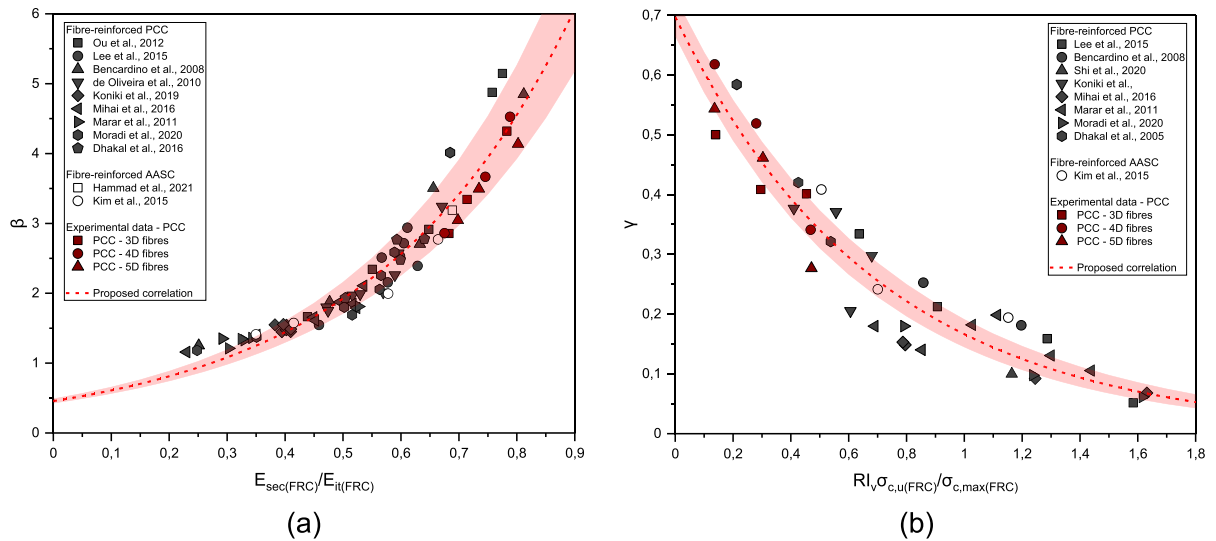 6
5
4
3
2
1
0
0
0,1
0,2
0,3
0,4
0,5
0,6
0,7
0,8
0,9
β
E_sec(FRC)/E_it(FRC)
Fibre-reinforced PCC
Ou et al., 2012
Lee et al., 2015
Bencardino et al., 2008
de Oliveira et al., 2010
Koniki et al., 2019
Mihai et al., 2016
Marar et al., 2011
Moradi et al., 2020
Dhakal et al., 2016
Fibre-reinforced AASC
Hammad et al., 2021
Kim et al., 2015
Experimental data - PCC
PCC - 3D fibres
PCC - 4D fibres
PCC - 5D fibres
Proposed correlation
(a)
0,7
0,6
0,5
0,4
0,3
0,2
0,1
0
0
0,2
0,4
0,6
0,8
1
1,2
1,4
1,6
1,8
γ
RI_vσ_c,u(FRC)/σ_c,max(FRC)
Fibre-reinforced PCC
Lee et al., 2015
Bencardino et al., 2008
Shi et al., 2020
Koniki et al.,
Mihai et al., 2016
Marar et al., 2011
Moradi et al., 2020
Dhakal et al., 2005
Fibre-reinforced AASC
Kim et al., 2015
Experimental data - PCC
PCC - 3D fibres
PCC - 4D fibres
PCC - 5D fibres
Proposed correlation
(b)